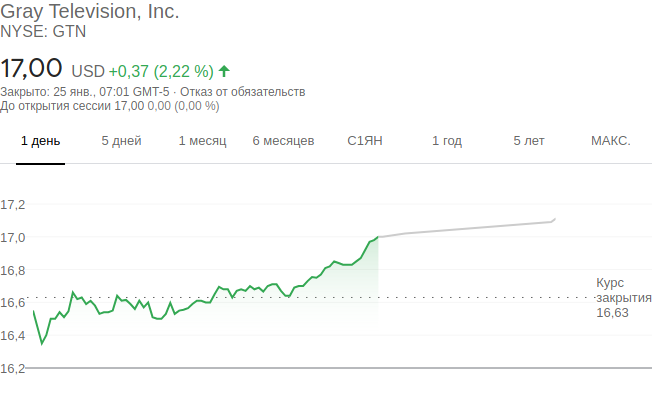 Gray Television, Inc.
NYSE: GTN
17,00 USD +0,37 (2,22 %)
Закрыто: 25 янв., 07:01 GMT-5 · Отказ от обязательств
До открытия сессии 17,00 0,00 (0,00 %)
1 день 5 дней 1 месяц 6 месяцев С1ЯН 1 год 5 лет МАКС.
17,2
17,0
16,8
16,6
16,4
16,2
Курс
закрытия
16,63